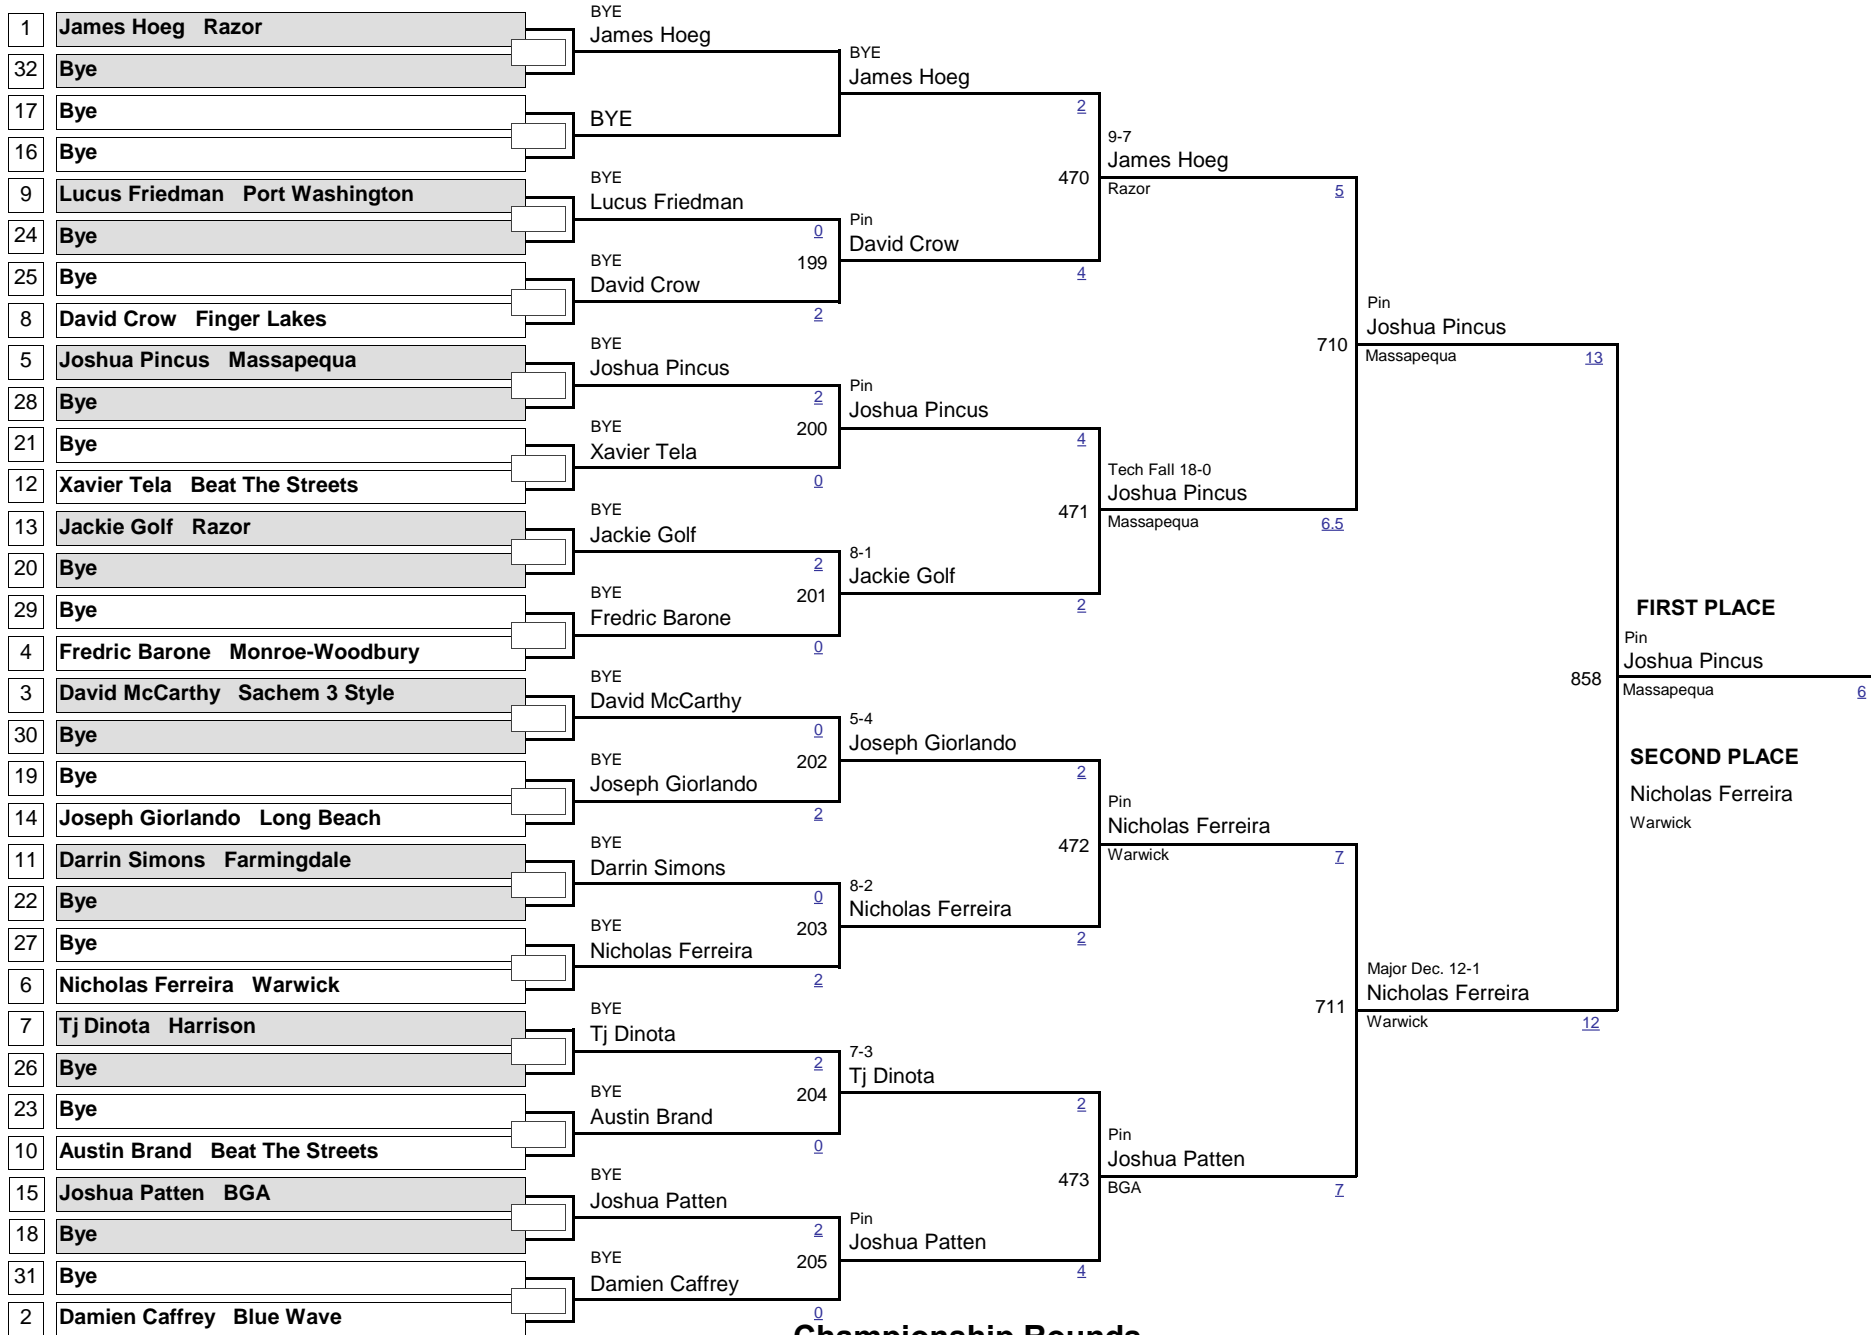 1 James Hoeg Razor
32 Bye
17 Bye
16 Bye
9 Lucus Friedman Port Washington
24 Bye
25 Bye
8 David Crow Finger Lakes
5 Joshua Pincus Massapequa
28 Bye
21 Bye
12 Xavier Tela Beat The Streets
13 Jackie Golf Razor
20 Bye
29 Bye
4 Fredric Barone Monroe-Woodbury
3 David McCarthy Sachem 3 Style
30 Bye
19 Bye
14 Joseph Giorlando Long Beach
11 Darrin Simons Farmingdale
22 Bye
27 Bye
6 Nicholas Ferreira Warwick
7 Tj Dinota Harrison
26 Bye
23 Bye
10 Austin Brand Beat The Streets
15 Joshua Patten BGA
18 Bye
31 Bye
2 Damien Caffrey Blue Wave
BYE
James Hoeg
BYE
BYE
Lucus Friedman
0
BYE
199
David Crow
2
BYE
Joshua Pincus
2
BYE
200
Xavier Tela
0
BYE
Jackie Golf
2
BYE
201
Fredric Barone
0
BYE
David McCarthy
0
BYE
202
Joseph Giorlando
2
BYE
Darrin Simons
0
BYE
203
Nicholas Ferreira
2
BYE
Tj Dinota
2
BYE
204
Austin Brand
0
BYE
Joshua Patten
2
BYE
205
Damien Caffrey
0
BYE
James Hoeg
2
470
Pin
David Crow
4
Pin
Joshua Pincus
4
471
8-1
Jackie Golf
2
5-4
Joseph Giorlando
2
472
8-2
Nicholas Ferreira
2
7-3
Tj Dinota
2
473
Pin
Joshua Patten
4
9-7
James Hoeg
Razor 5
710
Tech Fall 18-0
Joshua Pincus
Massapequa 6.5
Pin
Nicholas Ferreira
Warwick 7
711
Pin
Joshua Patten
BGA 7
Pin
Joshua Pincus
Massapequa 13
858
Major Dec. 12-1
Nicholas Ferreira
Warwick 12
FIRST PLACE
Pin
Joshua Pincus
Massapequa 6
SECOND PLACE
Nicholas Ferreira
Warwick
Championship Rounds